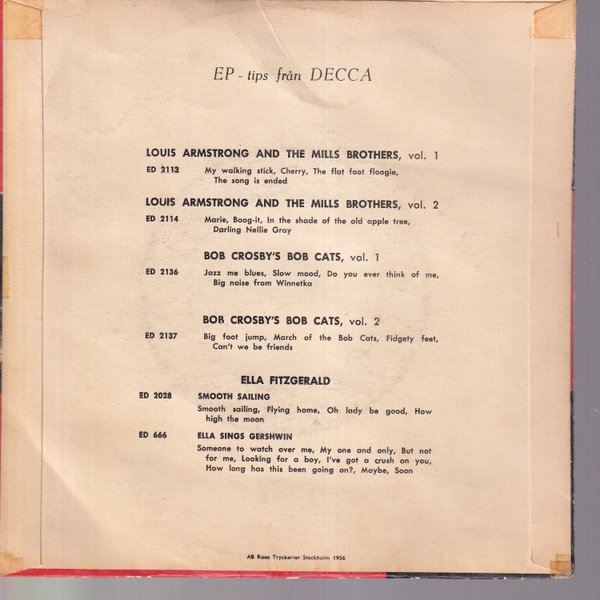 EP - tips från DECCA
LOUIS ARMSTRONG AND THE MILLS BROTHERS, vol. 1
ED 2113 My walking stick, Cherry, The flat foot floogie,
The song is ended
LOUIS ARMSTRONG AND THE MILLS BROTHERS, vol. 2
ED 2114 Marie, Boog-it, In the shade of the old apple tree,
Darling Nellie Gray
BOB CROSBY'S BOB CATS, vol. 1
ED 2136 Jazz me blues, Slow mood, Do you ever think of me,
Big noise from Winnetka
BOB CROSBY'S BOB CATS, vol. 2
ED 2137 Big foot jump, March of the Bob Cats, Fidgety feet,
Can't we be friends
ELLA FITZGERALD
ED 2028 SMOOTH SAILING
Smooth sailing, Flying home, Oh lady be good, How
high the moon
ED 666 ELLA SINGS GERSHWIN
Someone to watch over me, My one and only, But not
for me, Looking for a boy, I've got a crush on you,
How long has this been going on?, Maybe, Soon
AB Roos Tryckerier Stockholm 1956